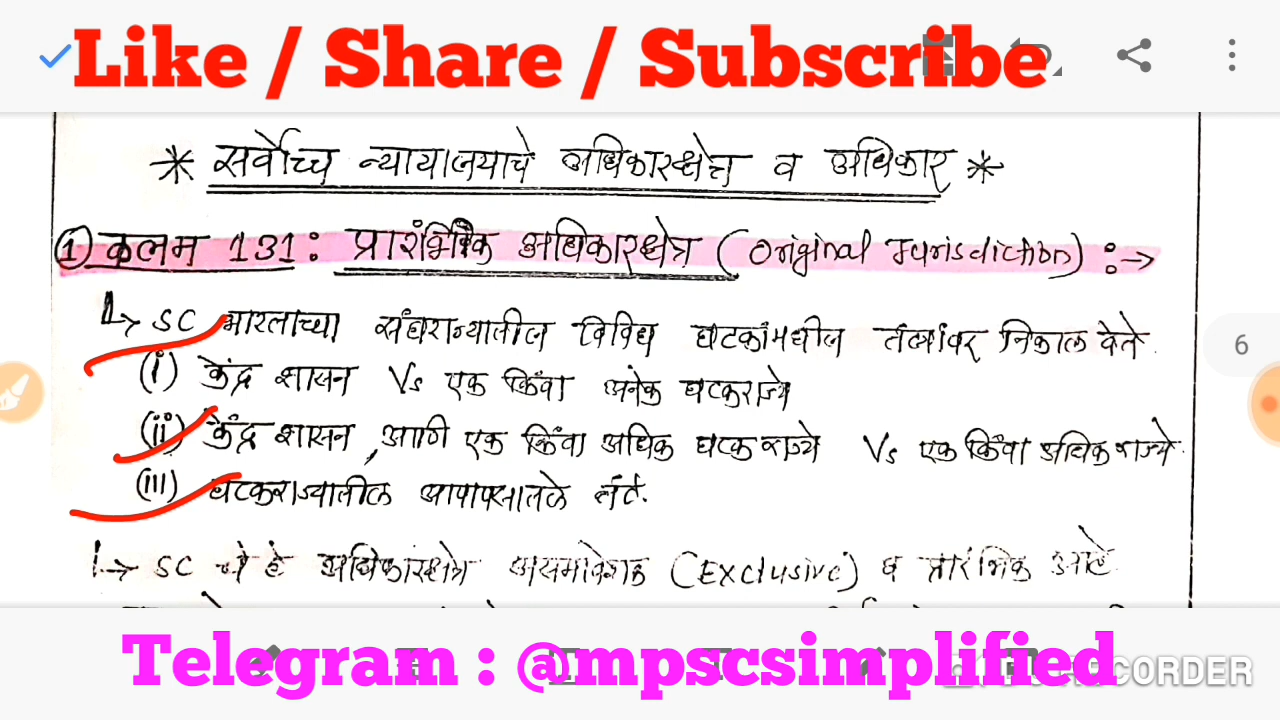 Like / Share / Subscribe
* सर्वोच्च न्यायालयाचे अधिकारक्षेत्र व अधिकार *
① कलम 131: प्रारंभिक अधिकारक्षेत्र (Original Jurisdiction) :→
→ SC भारताच्या संघराज्यातील विविध घटकांमधील तंट्यांवर निकाल देते.
6
(i) केंद्र शासन Vs एक किंवा अनेक घटकराज्ये
(ii) केंद्र शासन, आणि एक किंवा अधिक घटकराज्ये Vs एक किंवा अधिक राज्ये.
(iii) घटकराज्यातील आपापसातले तंटे.
→ SC चे हे अधिकारक्षेत्र असमावेशक (Exclusive) व प्रारंभिक आहे
Telegram : @mpscsimplified
RECORDER